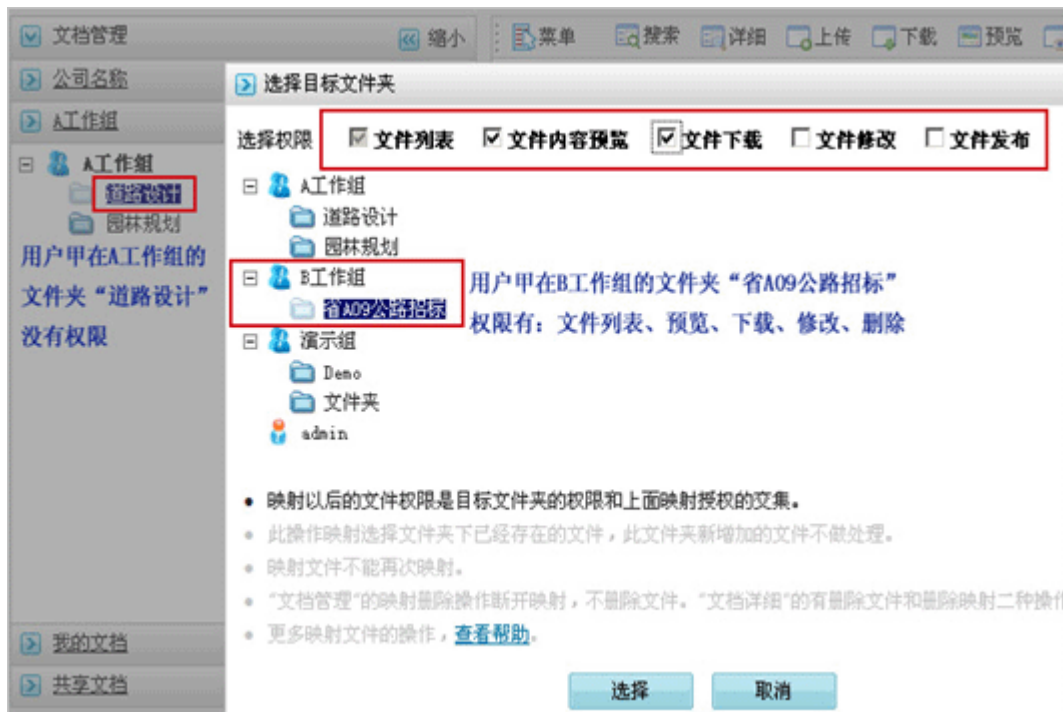 文档管理
缩小
菜单 搜索 详细 上传 下载 预览
公司名称
A工作组
A工作组
道路设计
园林规划
用户甲在A工作组的
文件夹“道路设计”
没有权限
我的文档
共享文档
选择目标文件夹
选择权限 文件列表 文件内容预览 文件下载 文件修改 文件发布
A工作组
道路设计
园林规划
B工作组
省A09公路招标
用户甲在B工作组的文件夹“省A09公路招标”
权限有：文件列表、预览、下载、修改、删除
演示组
Demo
文件夹
admin
映射以后的文件权限是目标文件夹的权限和上面映射授权的交集。
此操作映射选择文件夹下已经存在的文件，此文件夹新增加的文件不做处理。
映射文件不能再次映射。
“文档管理”的映射删除操作断开映射，不删除文件。“文档详细”的有删除文件和删除映射二种操作
更多映射文件的操作，查看帮助。
选择 取消